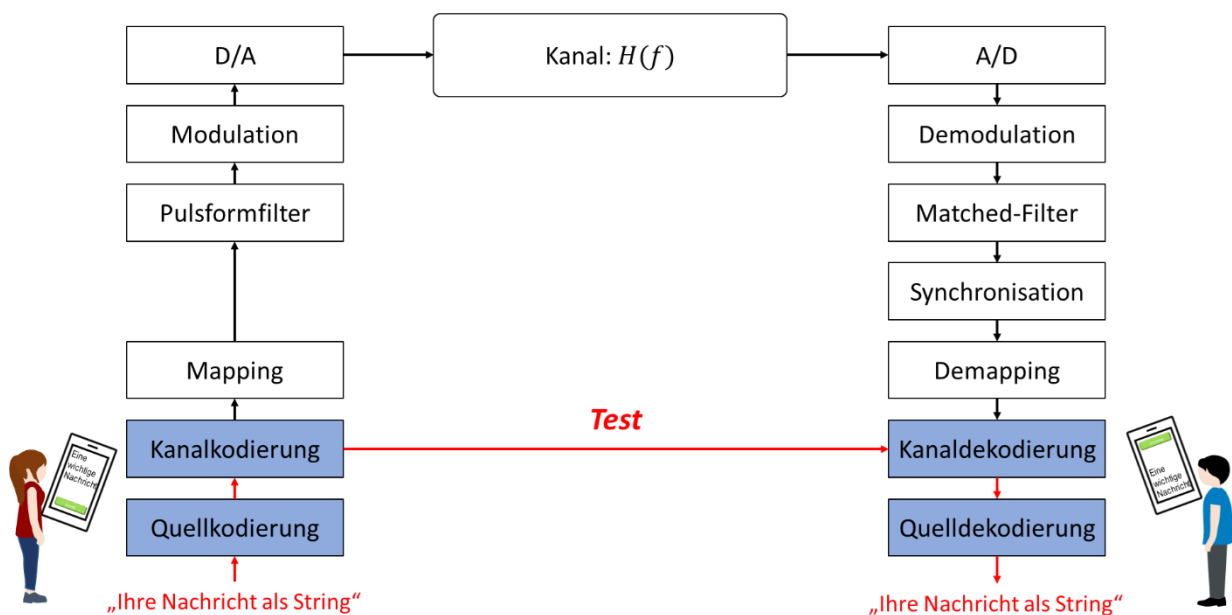 D/A
Kanal: H(f)
A/D
Modulation
Demodulation
Pulsformfilter
Matched-Filter
Synchronisation
Mapping
Demapping
Test
Kanalkodierung
Kanaldekodierung
Eine
wichtige
Nachricht
Eine
wichtige
Nachricht
Quellkodierung
Quelldekodierung
„Ihre Nachricht als String“
„Ihre Nachricht als String“